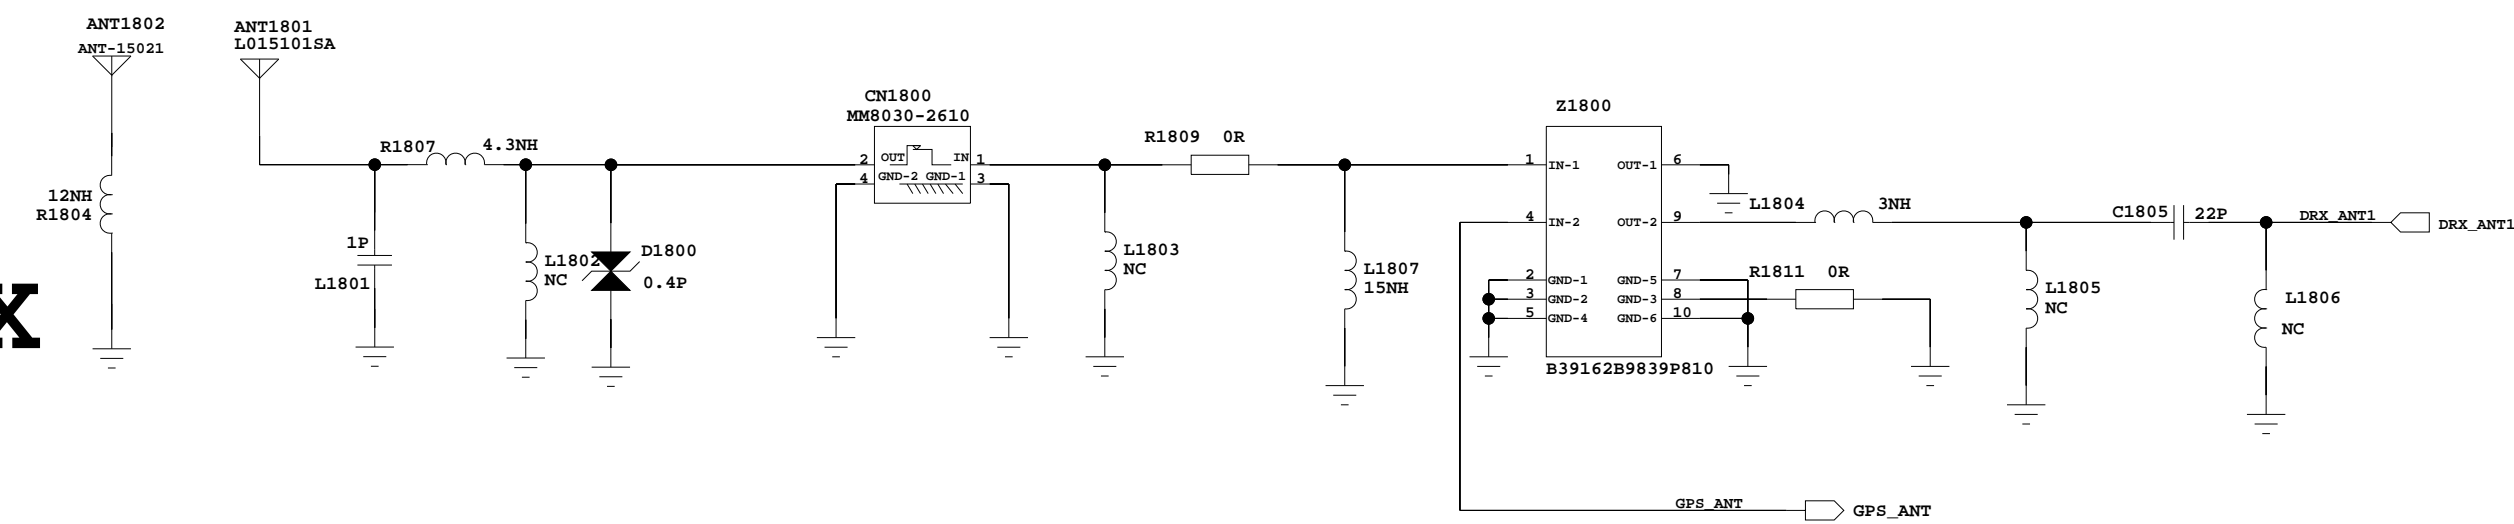 ANT1802
ANT-15021
ANT1801
L015101SA
12NH
R1804
R1807 4.3NH
1P
L1801
L1802
NC
D1800
0.4P
CN1800
MM8030-2610
2 OUT IN 1
4 GND-2 GND-1 3
L1803
NC
R1809 0R
L1807
15NH
Z1800
1 IN-1 OUT-1 6
4 IN-2 OUT-2 9
2 GND-1 GND-5 7
3 GND-2 GND-3 8
5 GND-4 GND-6 10
B39162B9839P810
L1804 3NH
R1811 0R
L1805
NC
C1805 22P
L1806
NC
DRX_ANT1 DRX_ANT1
GPS_ANT GPS_ANT
X